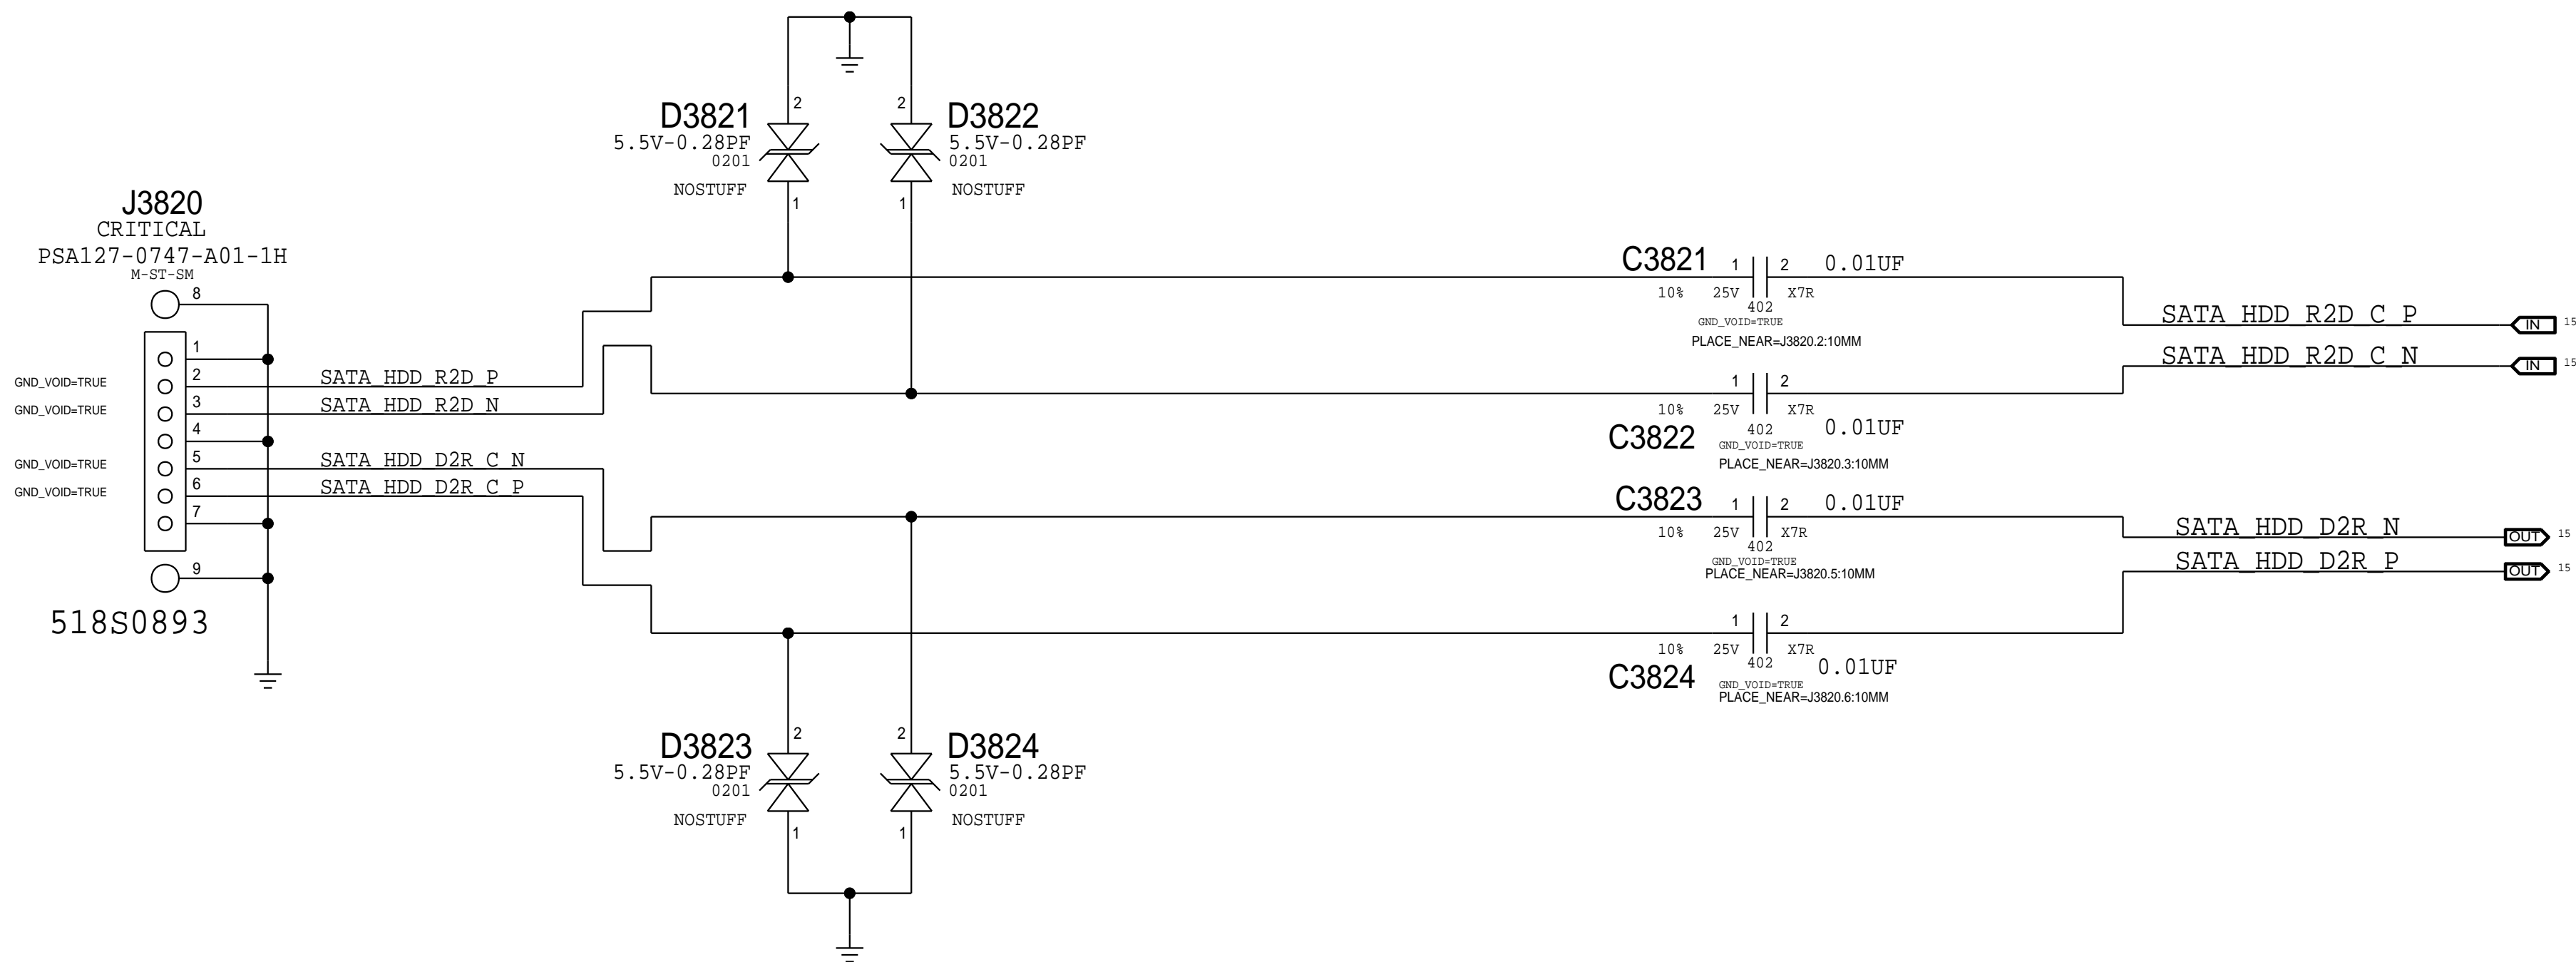 2
2
D3821
D3822
5.5V-0.28PF
5.5V-0.28PF
0201
0201
NOSTUFF
NOSTUFF
1
1
J3820
CRITICAL
PSA127-0747-A01-1H
M-ST-SM
8
1
GND_VOID=TRUE
2
SATA_HDD_R2D_P
GND_VOID=TRUE
3
SATA_HDD_R2D_N
4
GND_VOID=TRUE
5
SATA_HDD_D2R_C_N
GND_VOID=TRUE
6
SATA_HDD_D2R_C_P
7
9
518S0893
C3821
1
2
0.01UF
10%
25V
X7R
402
GND_VOID=TRUE
PLACE_NEAR=J3820.2:10MM
SATA_HDD_R2D_C_P
IN
15
SATA_HDD_R2D_C_N
IN
15
1
2
10%
25V
X7R
402
0.01UF
C3822
GND_VOID=TRUE
PLACE_NEAR=J3820.3:10MM
C3823
1
2
0.01UF
10%
25V
X7R
402
GND_VOID=TRUE
PLACE_NEAR=J3820.5:10MM
SATA_HDD_D2R_N
OUT
15
SATA_HDD_D2R_P
OUT
15
1
2
10%
25V
X7R
402
0.01UF
C3824
GND_VOID=TRUE
PLACE_NEAR=J3820.6:10MM
2
2
D3823
D3824
5.5V-0.28PF
5.5V-0.28PF
0201
0201
NOSTUFF
NOSTUFF
1
1